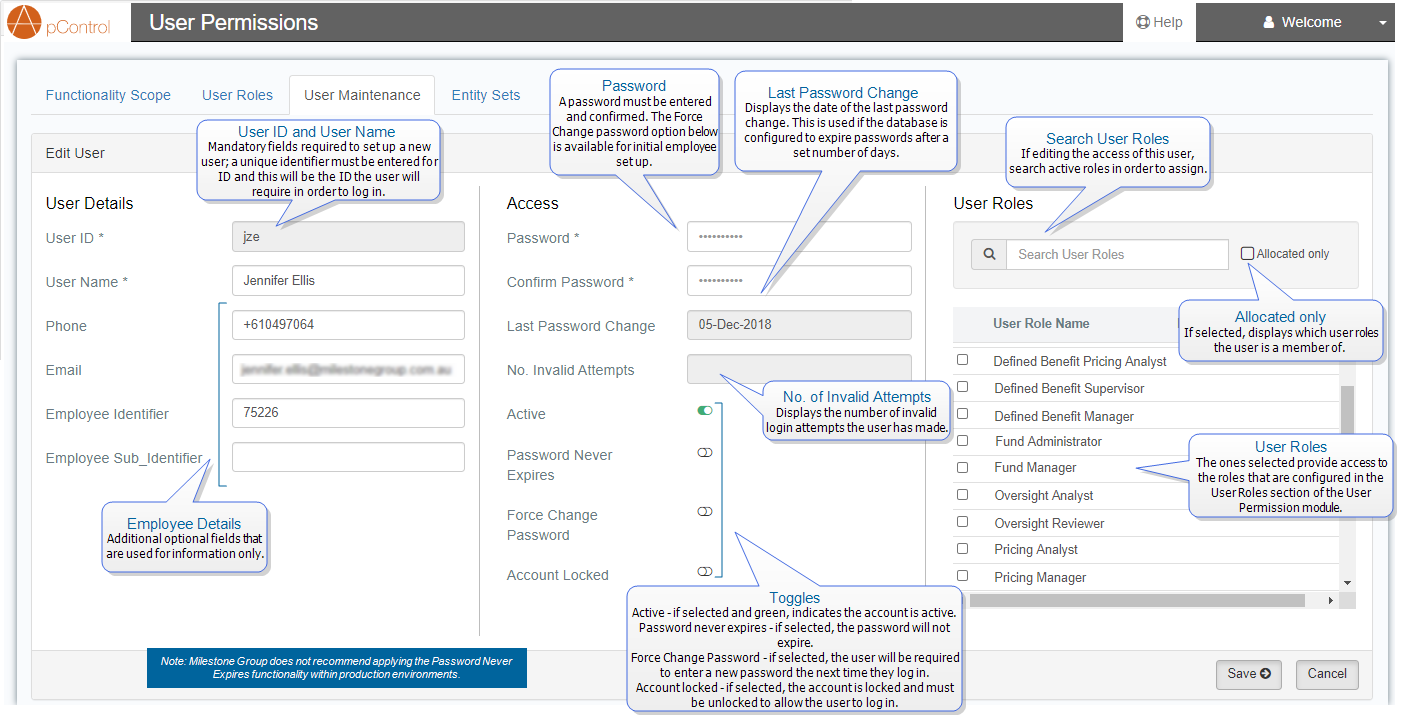 pControl
User Permissions
Help
Welcome
Functionality Scope
User Roles
User Maintenance
Entity Sets
Edit User
User ID and User Name
Mandatory fields required to set up a new
user; a unique identifier must be entered for
ID and this will be the ID the user will
require in order to log in.
Password
A password must be entered
and confirmed. The Force
Change password option below
is available for initial employee
set up.
Last Password Change
Displays the date of the last password
change. This is used if the database is
configured to expire passwords after a
set number of days.
Search User Roles
If editing the access of this user,
search active roles in order to assign.
User Details
User ID *
jze
User Name *
Jennifer Ellis
Phone
+610497064
Email
jennifer.ellis@milestonegroup.com.au
Employee Identifier
75226
Employee Sub_Identifier
Employee Details
Additional optional fields that
are used for information only.
Access
Password *
••••••••••
Confirm Password *
••••••••••
Last Password Change
05-Dec-2018
No. Invalid Attempts
No. of Invalid Attempts
Displays the number of invalid
login attempts the user has made.
Active
Password Never
Expires
Force Change
Password
Account Locked
Toggles
Active - if selected and green, indicates the account is active.
Password never expires - if selected, the password will not
expire.
Force Change Password - if selected, the user will be required
to enter a new password the next time they log in.
Account locked - if selected, the account is locked and must
be unlocked to allow the user to log in.
User Roles
Search User Roles
Allocated only
Allocated only
If selected, displays which user roles
the user is a member of.
User Role Name
Defined Benefit Pricing Analyst
Defined Benefit Supervisor
Defined Benefit Manager
Fund Administrator
Fund Manager
Oversight Analyst
Oversight Reviewer
Pricing Analyst
Pricing Manager
User Roles
The ones selected provide access to
the roles that are configured in the
User Roles section of the User
Permission module.
Note: Milestone Group does not recommend applying the Password Never
Expires functionality within production environments.
Save
Cancel